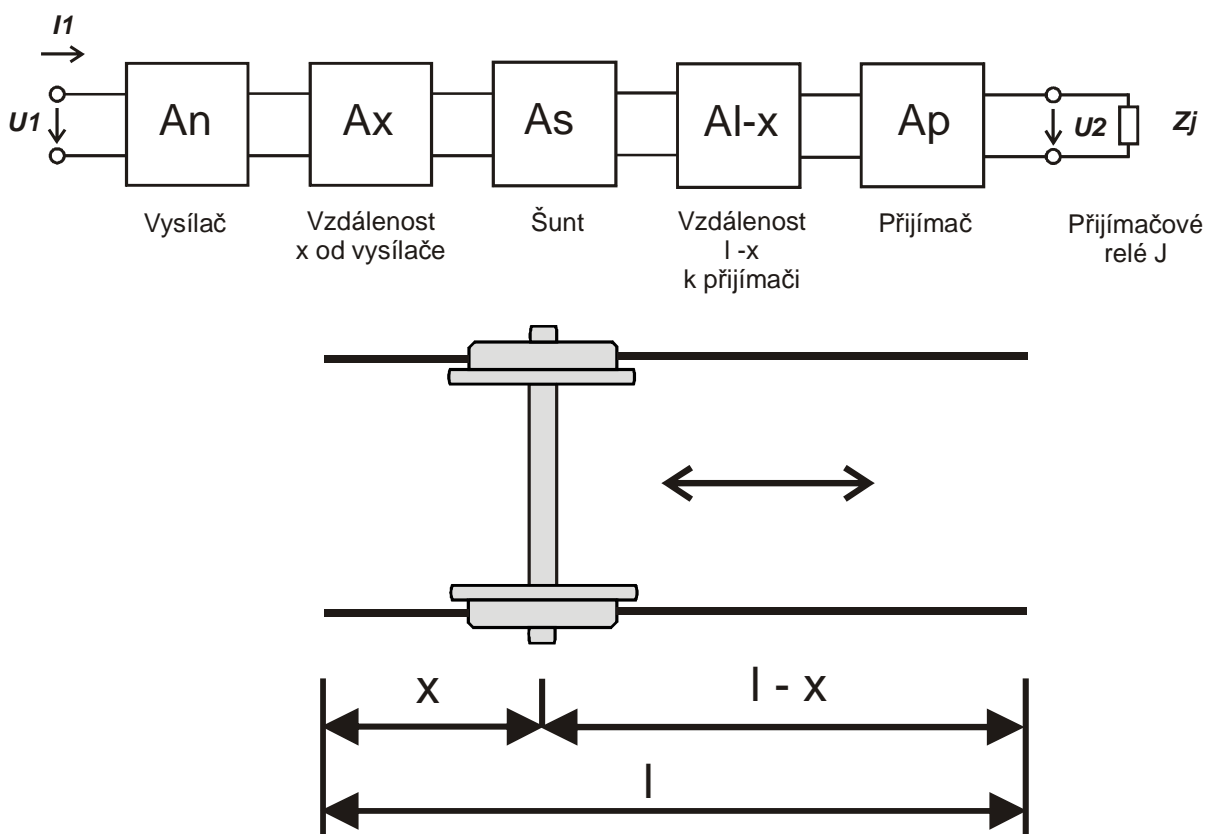 I1
U1
An
Ax
As
Al-x
Ap
U2
Zj
Vysílač
Vzdálenost
x od vysílače
Šunt
Vzdálenost
l -x
k přijímači
Přijímač
Přijímačové
relé J
x
l - x
l